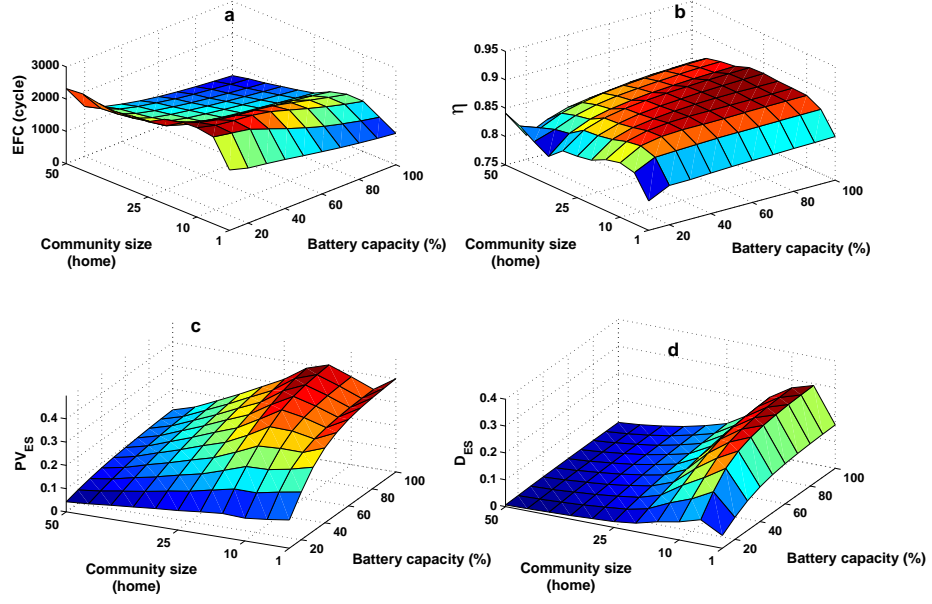 a
EFC (cycle)
3000
2000
1000
0
50
25
10
1
Community size
(home)
20
40
60
80
100
Battery capacity (%)
b
η
0.95
0.9
0.85
0.8
0.75
50
25
10
1
Community size
(home)
20
40
60
80
100
Battery capacity (%)
c
PV_ES
0.4
0.3
0.2
0.1
0
50
25
10
1
Community size
(home)
20
40
60
80
100
Battery capacity (%)
d
D_ES
0.4
0.3
0.2
0.1
0
50
25
10
1
Community size
(home)
20
40
60
80
100
Battery capacity (%)